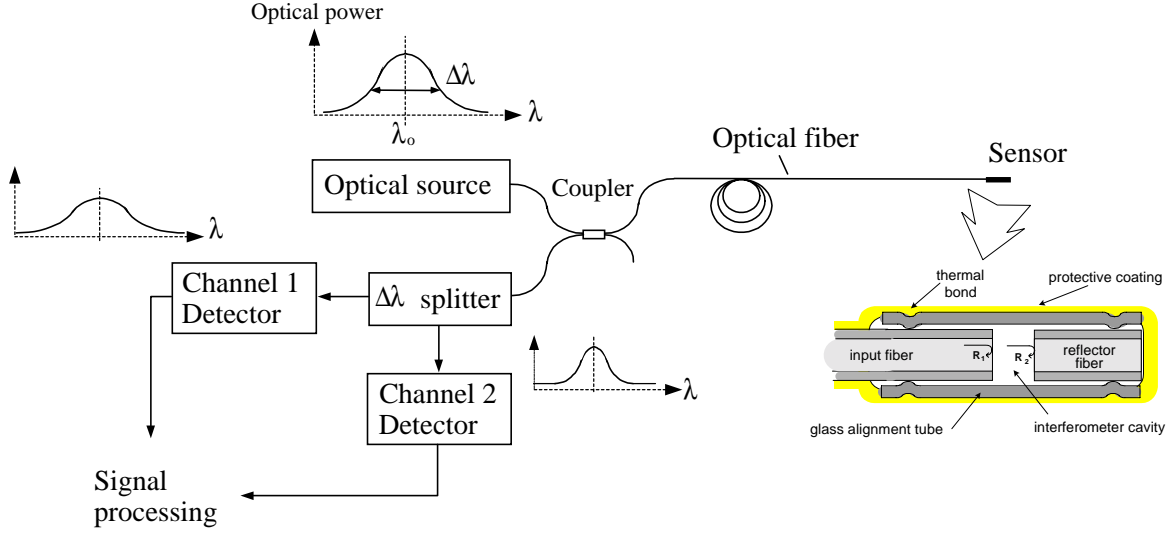 Optical power
Δλ
λ
λo
Optical fiber
Sensor
Optical source
Coupler
λ
Channel 1
Detector
Δλ splitter
Channel 2
Detector
λ
Signal
processing
thermal
bond
protective coating
input fiber
R1
R2
reflector
fiber
glass alignment tube
interferometer cavity